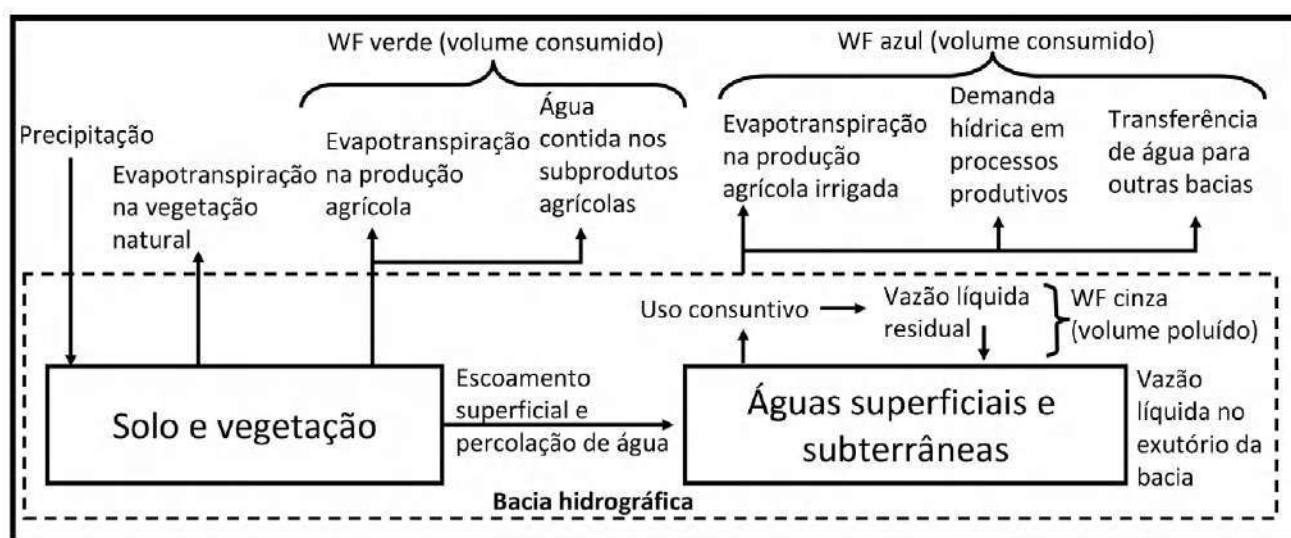 WF verde (volume consumido)
WF azul (volume consumido)
Precipitação
Evapotranspiração
na vegetação
natural
Evapotranspiração
na produção
agrícola
Água
contida nos
subprodutos
agrícolas
Evapotranspiração
na produção
agrícola irrigada
Demanda
hídrica em
processos
produtivos
Transferência
de água para
outras bacias
Uso consuntivo
Vazão líquida
residual
WF cinza
(volume poluído)
Solo e vegetação
Escoamento
superficial e
percolação de água
Águas superficiais e
subterrâneas
Vazão
líquida no
exutório da
bacia
Bacia hidrográfica